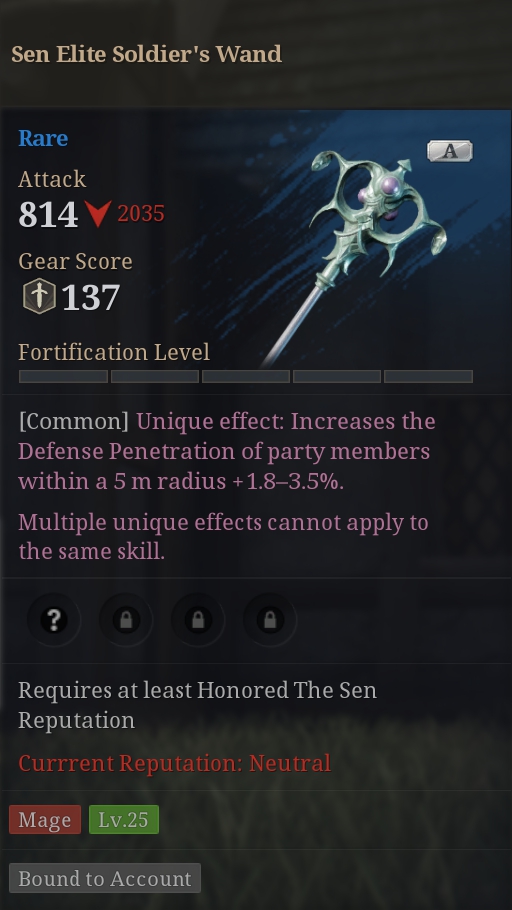 Sen Elite Soldier's Wand
Rare
A
Attack
814 2035
Gear Score
137
Fortification Level
[Common] Unique effect: Increases the
Defense Penetration of party members
within a 5 m radius +1.8–3.5%.
Multiple unique effects cannot apply to
the same skill.
?
Requires at least Honored The Sen
Reputation
Currrent Reputation: Neutral
Mage Lv.25
Bound to Account